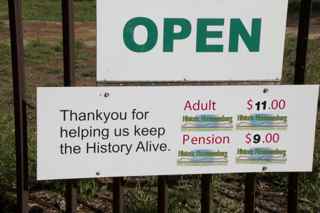 OPEN
Thankyou for
helping us keep
the History Alive.
Adult $11.00
Pension $9.00